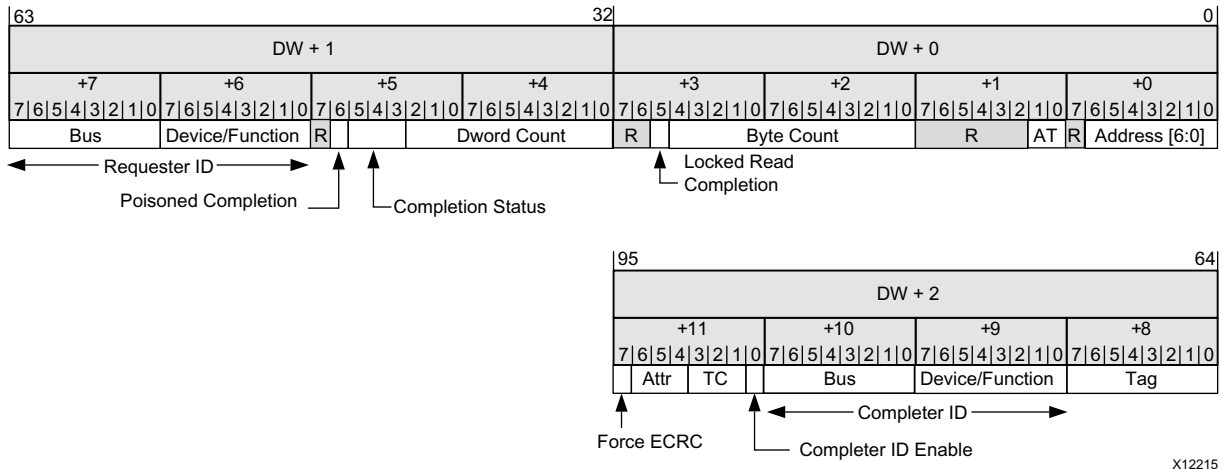 63 32 0
DW + 1 DW + 0
+7 +6 +5 +4 +3 +2 +1 +0
7 6 5 4 3 2 1 0 7 6 5 4 3 2 1 0 7 6 5 4 3 2 1 0 7 6 5 4 3 2 1 0 7 6 5 4 3 2 1 0 7 6 5 4 3 2 1 0 7 6 5 4 3 2 1 0 7 6 5 4 3 2 1 0
Bus Device/Function R Dword Count R Byte Count R AT R Address [6:0]
Requester ID
Locked Read
Completion
Poisoned Completion
Completion Status
95 64
DW + 2
+11 +10 +9 +8
7 6 5 4 3 2 1 0 7 6 5 4 3 2 1 0 7 6 5 4 3 2 1 0 7 6 5 4 3 2 1 0
Attr TC Bus Device/Function Tag
Completer ID
Force ECRC
Completer ID Enable
X12215